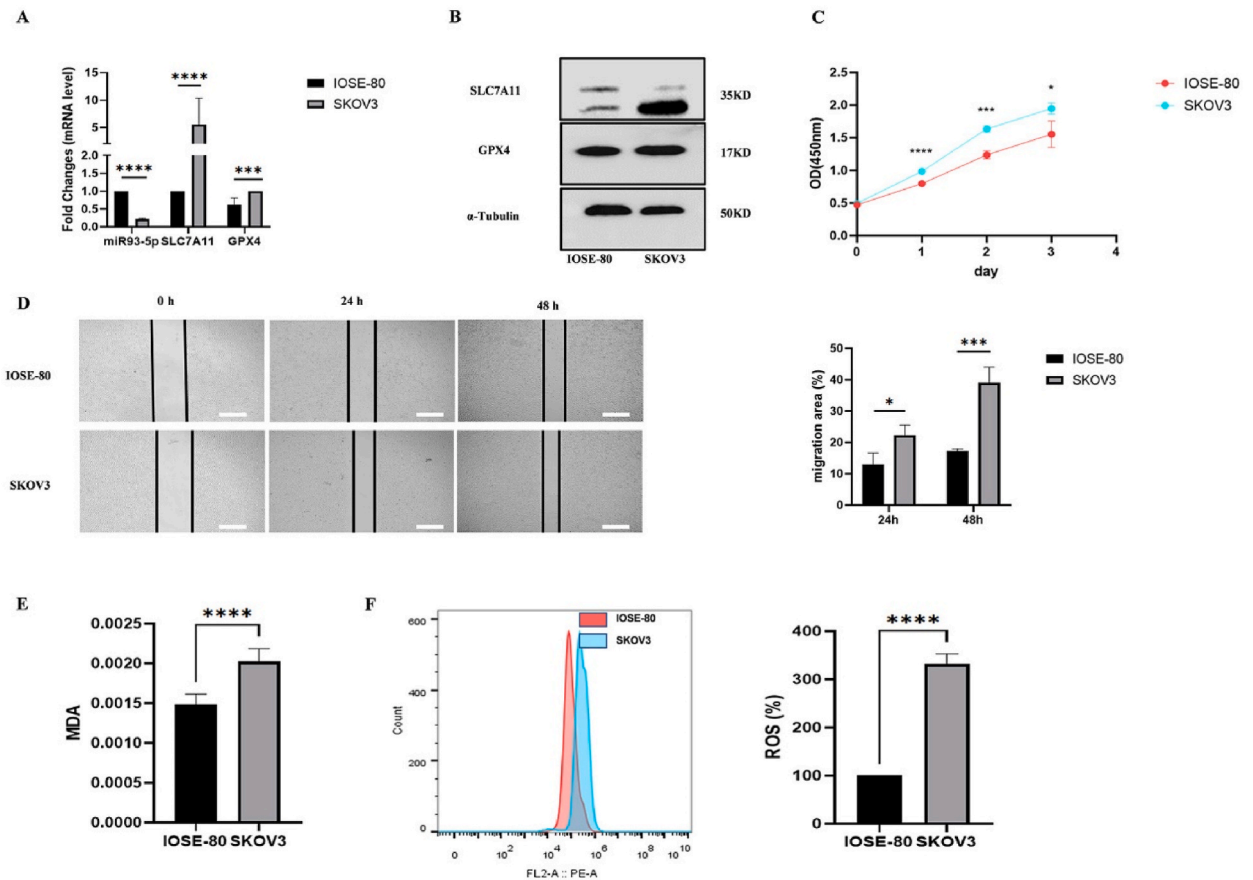 A
Fold Changes (mRNA level)
15
10
5
1.0
0.8
0.6
0.4
0.2
0.0
****
****
***
miR93-5p SLC7A11 GPX4
IOSE-80
SKOV3
B
SLC7A11
GPX4
α-Tubulin
35KD
17KD
50KD
IOSE-80 SKOV3
C
OD(450nm)
2.5
2.0
1.5
1.0
0.5
0.0
****
***
*
0 1 2 3 4
day
IOSE-80
SKOV3
D
0 h 24 h 48 h
IOSE-80
SKOV3
migration area (%)
50
40
30
20
10
0
*
***
24h 48h
IOSE-80
SKOV3
E
MDA
0.0025
0.0020
0.0015
0.0010
0.0005
0.0000
****
IOSE-80 SKOV3
F
Count
600
400
200
0
IOSE-80
SKOV3
0 10² 10⁴ 10⁶ 10⁸ 10¹⁰
FL2-A :: PE-A
ROS (%)
400
300
200
100
0
****
IOSE-80 SKOV3